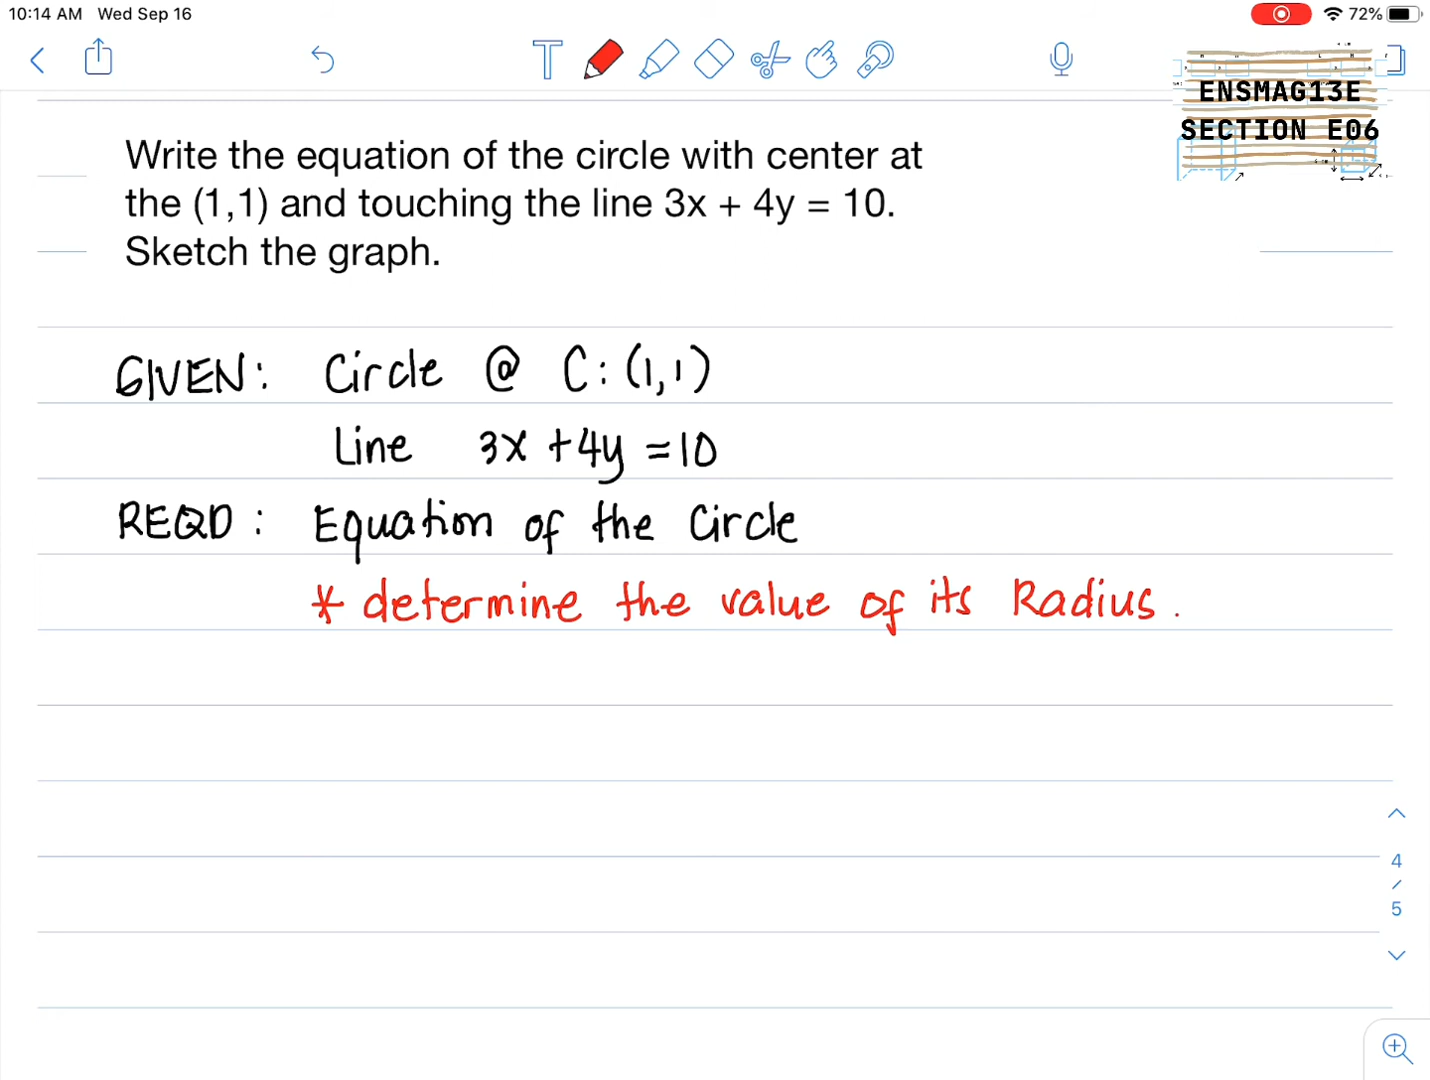 10:14 AM Wed Sep 16
72%
ENSMAG13E
SECTION E06
Write the equation of the circle with center at
the (1,1) and touching the line 3x + 4y = 10.
Sketch the graph.
GIVEN: Circle @ C: (1,1)
Line 3x +4y =10
REQD: Equation of the Circle
* determine the value of its Radius.
4
/
5